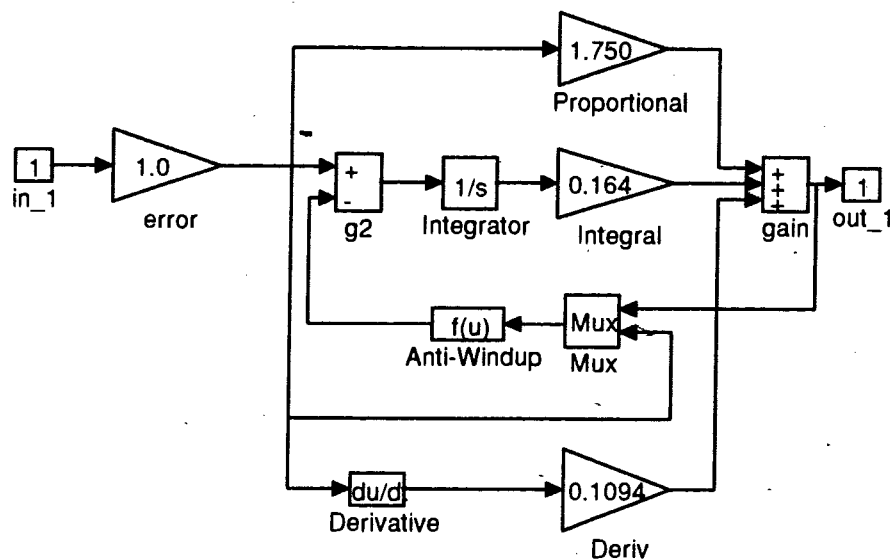 1.750
Proportional
1
in_1
1.0
error
+
-
g2
1/s
Integrator
0.164
Integral
+
+
+
gain
1
out_1
f(u)
Anti-Windup
Mux
Mux
du/d
Derivative
0.1094
Deriv